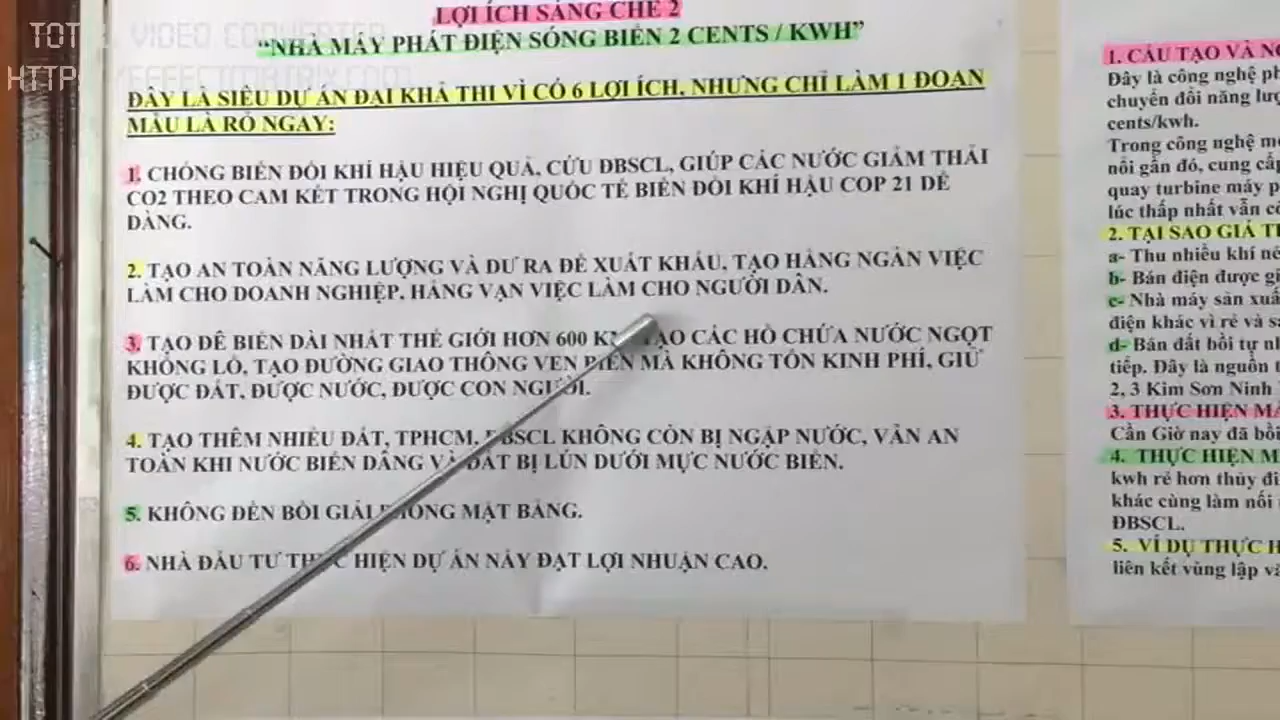 TOTAL VIDEO CONVERTER
LỢI ÍCH SÁNG CHẾ 2
“NHÀ MÁY PHÁT ĐIỆN SÓNG BIỂN 2 CENTS / KWH”
ĐÂY LÀ SIÊU DỰ ÁN ĐẠI KHẢ THI VÌ CÓ 6 LỢI ÍCH. NHƯNG CHỈ LÀM 1 ĐOẠN
MẪU LÀ RỎ NGAY:
1. CHỐNG BIẾN ĐỔI KHÍ HẬU HIỆU QUẢ, CỨU ĐBSCL, GIÚP CÁC NƯỚC GIẢM THẢI
CO2 THEO CAM KẾT TRONG HỘI NGHỊ QUỐC TẾ BIẾN ĐỔI KHÍ HẬU COP 21 DỄ
DÀNG.
2. TẠO AN TOÀN NĂNG LƯỢNG VÀ DƯ RA ĐỂ XUẤT KHẨU. TẠO HÀNG NGÀN VIỆC
LÀM CHO DOANH NGHIỆP. HÀNG VẠN VIỆC LÀM CHO NGƯỜI DÂN.
3. TẠO ĐÊ BIỂN DÀI NHẤT THẾ GIỚI HƠN 600 KM TẠO CÁC HỒ CHỨA NƯỚC NGỌT
KHỔNG LỒ, TẠO ĐƯỜNG GIAO THÔNG VEN BIỂN MÀ KHÔNG TỐN KINH PHÍ, GIỮ
ĐƯỢC ĐẤT, ĐƯỢC NƯỚC, ĐƯỢC CON NGƯỜI.
4. TẠO THÊM NHIỀU ĐẤT, TPHCM, ĐBSCL KHÔNG CÒN BỊ NGẬP NƯỚC, VẪN AN
TOÀN KHI NƯỚC BIỂN DÂNG VÀ ĐẤT BỊ LÚN DƯỚI MỰC NƯỚC BIỂN.
5. KHÔNG ĐỀN BỒI GIẢI PHÓNG MẶT BẰNG.
6. NHÀ ĐẦU TƯ THỰC HIỆN DỰ ÁN NÀY ĐẠT LỢI NHUẬN CAO.
1. CẤU TẠO VÀ
Đây là công nghệ
chuyển đổi năng
cents/kwh.
Trong công nghệ
nối gần đó, cung cấp
quay turbine máy
lúc thấp nhất vẫn
2. TẠI SAO GIÁ
a- Thu nhiều khí
b- Bán điện được
c- Nhà máy sản
điện khác vì rẻ và
d- Bán đất bồi tự
tiếp. Đây là nguồn
2, 3 Kim Sơn Ninh
3. THỰC HIỆN
Cần Giờ nay đã bồi
4. THỰC HIỆN
kwh rẻ hơn thủy
khác cùng làm nối
ĐBSCL.
5. VÍ DỤ THỰC
liên kết vùng lập